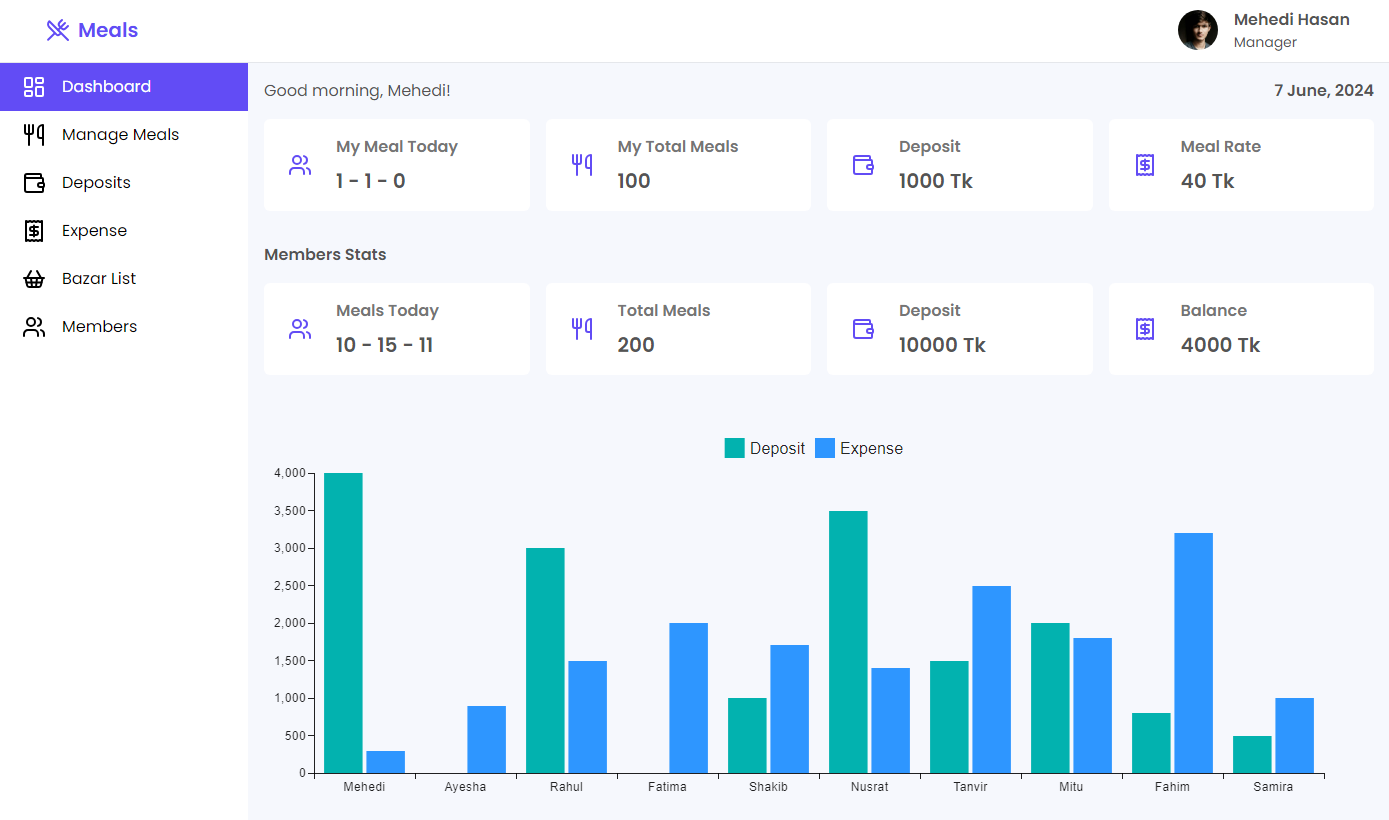 Meals
Mehedi Hasan
Manager
Dashboard
Manage Meals
Deposits
Expense
Bazar List
Members
Good morning, Mehedi!
7 June, 2024
My Meal Today
1 - 1 - 0
My Total Meals
100
Deposit
1000 Tk
Meal Rate
40 Tk
Members Stats
Meals Today
10 - 15 - 11
Total Meals
200
Deposit
10000 Tk
Balance
4000 Tk
Deposit Expense
4,000
3,500
3,000
2,500
2,000
1,500
1,000
500
0
Mehedi Ayesha Rahul Fatima Shakib Nusrat Tanvir Mitu Fahim Samira